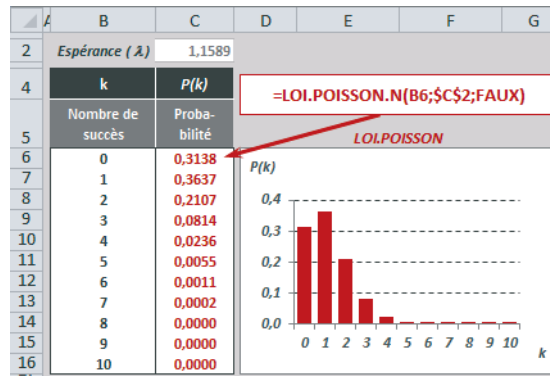 A B C D E F G
2 Espérance ( λ ) 1,1589
4 k P(k)
=LOI.POISSON.N(B6;$C$2;FAUX)
5 Nombre de succès Proba-bilité
LOI.POISSON
6 0 0,3138
7 1 0,3637
8 2 0,2107
9 3 0,0814
10 4 0,0236
11 5 0,0055
12 6 0,0011
13 7 0,0002
14 8 0,0000
15 9 0,0000
16 10 0,0000
P(k)
0,4
0,3
0,2
0,1
0,0
0 1 2 3 4 5 6 7 8 9 10
k